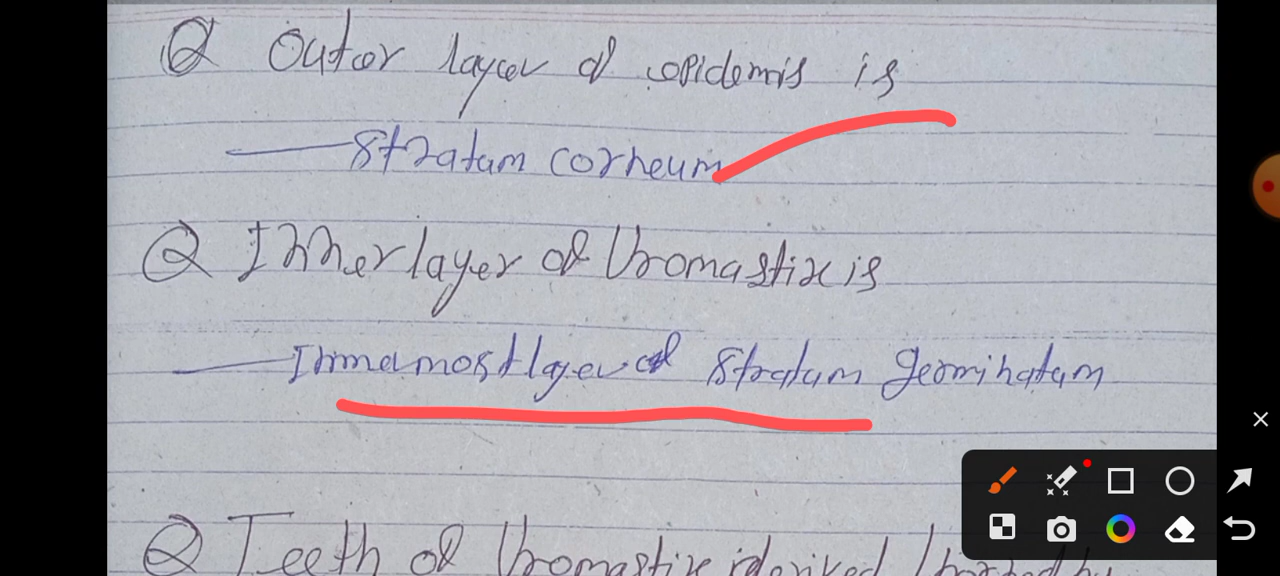 Q Outer layer of epidermis is
— Stratum corneum
Q Inner layer of Uromastix is
— Innermost layer of Stratum germinatum
Q Teeth of Uromastix derived